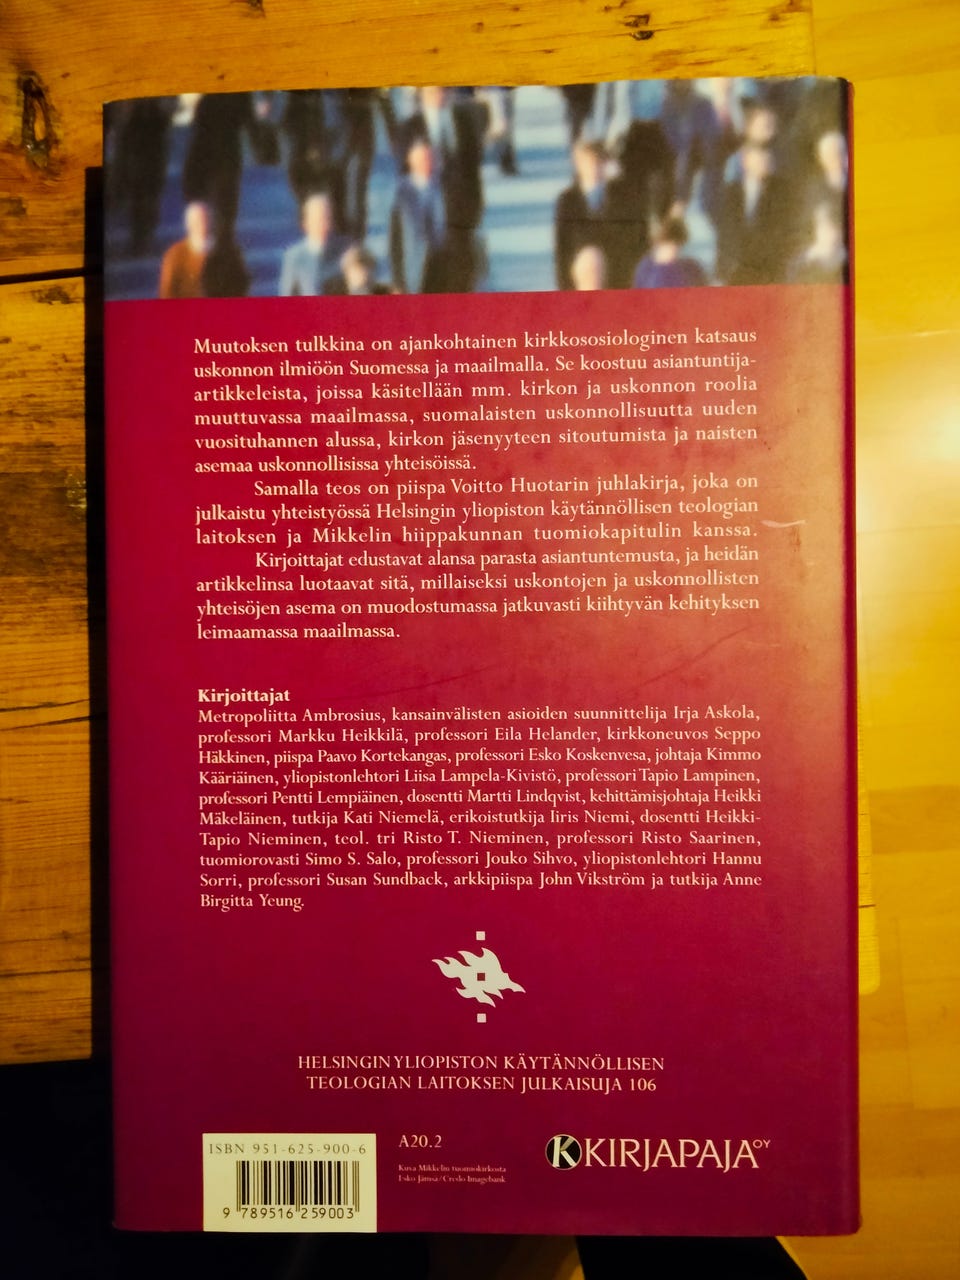 Muutoksen tulkkina on ajankohtainen kirkkososiologinen katsaus
uskonnon ilmiöön Suomessa ja maailmalla. Se koostuu asiantuntija-
artikkeleista, joissa käsitellään mm. kirkon ja uskonnon roolia
muuttuvassa maailmassa, suomalaisten uskonnollisuutta uuden
vuosituhannen alussa, kirkon jäsenyyteen sitoutumista ja naisten
asemaa uskonnollisissa yhteisöissä.
Samalla teos on piispa Voitto Huotarin juhlakirja, joka on
julkaistu yhteistyössä Helsingin yliopiston käytännöllisen teologian
laitoksen ja Mikkelin hiippakunnan tuomiokapitulin kanssa.
Kirjoittajat edustavat alansa parasta asiantuntemusta, ja heidän
artikkelinsa luotaavat sitä, millaiseksi uskontojen ja uskonnollisten
yhteisöjen asema on muodostumassa jatkuvasti kiihtyvän kehityksen
leimaamassa maailmassa.
Kirjoittajat
Metropoliitta Ambrosius, kansainvälisten asioiden suunnittelija Irja Askola,
professori Markku Heikkilä, professori Eila Helander, kirkkoneuvos Seppo
Häkkinen, piispa Paavo Kortekangas, professori Esko Koskenvesa, johtaja Kimmo
Kääriäinen, yliopistonlehtori Liisa Lampela-Kivistö, professori Tapio Lampinen,
professori Pentti Lempiäinen, dosentti Martti Lindqvist, kehittämisjohtaja Heikki
Mäkeläinen, tutkija Kati Niemelä, erikoistutkija Iiris Niemi, dosentti Heikki-
Tapio Nieminen, teol. tri Risto T. Nieminen, professori Risto Saarinen,
tuomiorovasti Simo S. Salo, professori Jouko Sihvo, yliopistonlehtori Hannu
Sorri, professori Susan Sundback, arkkipiispa John Vikström ja tutkija Anne
Birgitta Yeung.
HELSINGIN YLIOPISTON KÄYTÄNNÖLLISEN
TEOLOGIAN LAITOKSEN JULKAISUJA 106
ISBN 951-625-900-6
9 789516 259003
A20.2
Kuva Mikkelin tuomiokirkosta
Esko Jämsa/Credo Imagebank
K KIRJAPAJA OY